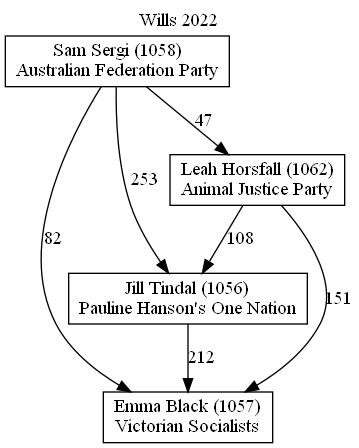 Wills 2022
Sam Sergi (1058)
Australian Federation Party
47
253
Leah Horsfall (1062)
Animal Justice Party
82
108
Jill Tindal (1056)
Pauline Hanson's One Nation
151
212
Emma Black (1057)
Victorian Socialists